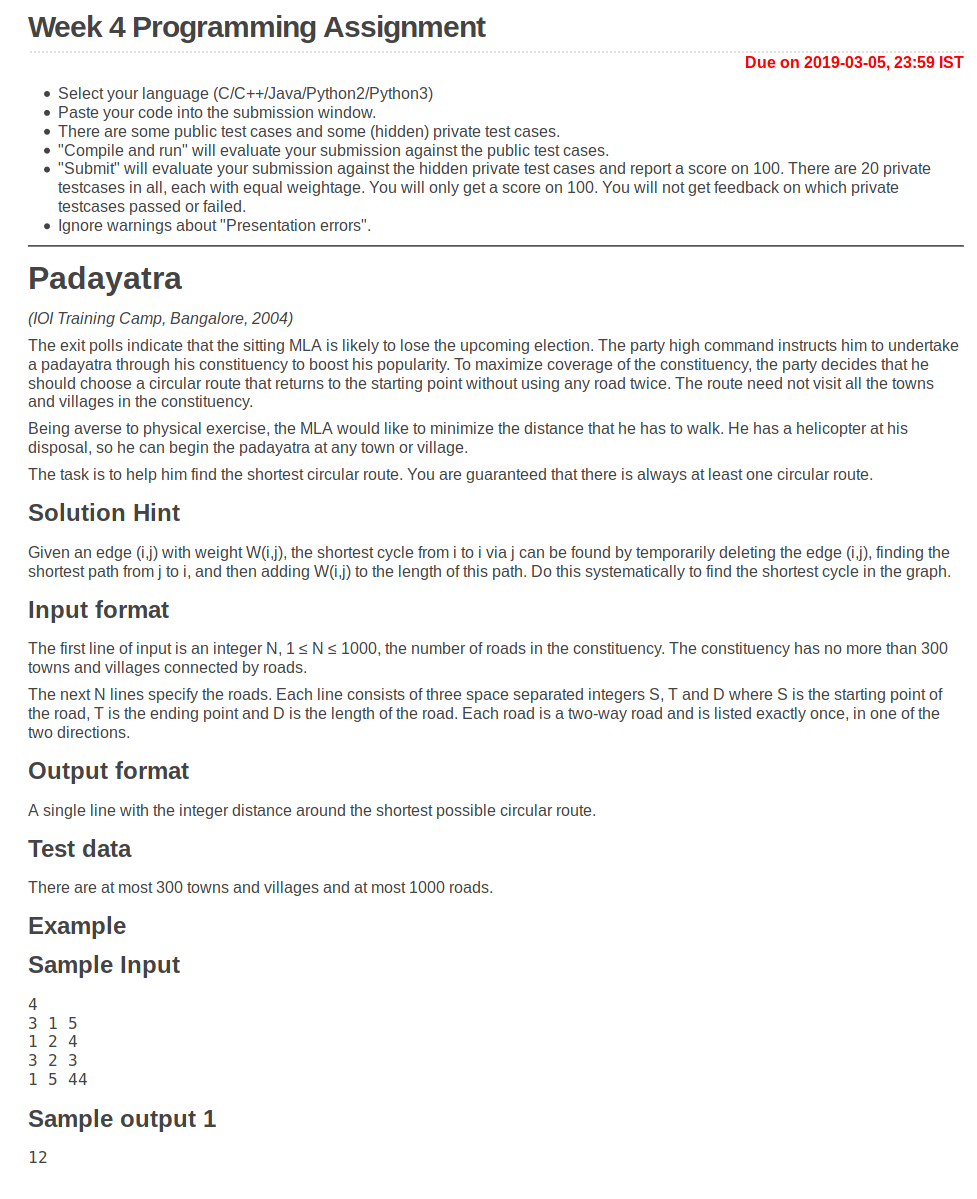 Week 4 Programming Assignment
Due on 2019-03-05, 23:59 IST
Select your language (C/C++/Java/Python2/Python3)
Paste your code into the submission window.
There are some public test cases and some (hidden) private test cases.
"Compile and run" will evaluate your submission against the public test cases.
"Submit" will evaluate your submission against the hidden private test cases and report a score on 100. There are 20 private
testcases in all, each with equal weightage. You will only get a score on 100. You will not get feedback on which private
testcases passed or failed.
Ignore warnings about "Presentation errors".
Padayatra
(IOI Training Camp, Bangalore, 2004)
The exit polls indicate that the sitting MLA is likely to lose the upcoming election. The party high command instructs him to undertake
a padayatra through his constituency to boost his popularity. To maximize coverage of the constituency, the party decides that he
should choose a circular route that returns to the starting point without using any road twice. The route need not visit all the towns
and villages in the constituency.
Being averse to physical exercise, the MLA would like to minimize the distance that he has to walk. He has a helicopter at his
disposal, so he can begin the padayatra at any town or village.
The task is to help him find the shortest circular route. You are guaranteed that there is always at least one circular route.
Solution Hint
Given an edge (i,j) with weight W(i,j), the shortest cycle from i to i via j can be found by temporarily deleting the edge (i,j), finding the
shortest path from j to i, and then adding W(i,j) to the length of this path. Do this systematically to find the shortest cycle in the graph.
Input format
The first line of input is an integer N, 1 ≤ N ≤ 1000, the number of roads in the constituency. The constituency has no more than 300
towns and villages connected by roads.
The next N lines specify the roads. Each line consists of three space separated integers S, T and D where S is the starting point of
the road, T is the ending point and D is the length of the road. Each road is a two-way road and is listed exactly once, in one of the
two directions.
Output format
A single line with the integer distance around the shortest possible circular route.
Test data
There are at most 300 towns and villages and at most 1000 roads.
Example
Sample Input
4
3 1 5
1 2 4
3 2 3
1 5 44
Sample output 1
12